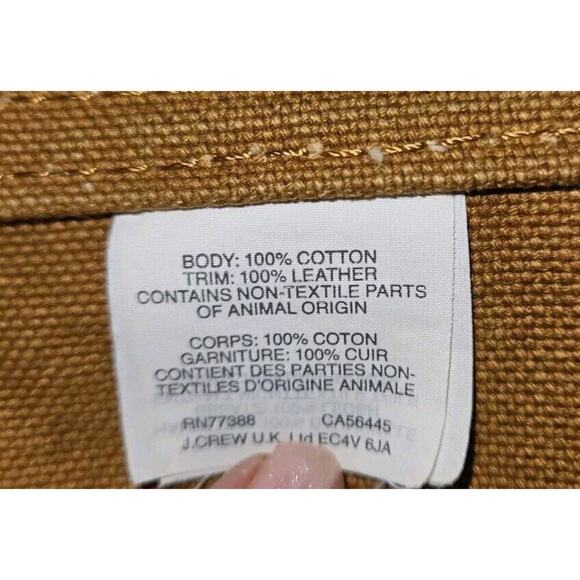 BODY: 100% COTTON
TRIM: 100% LEATHER
CONTAINS NON-TEXTILE PARTS
OF ANIMAL ORIGIN
CORPS: 100% COTON
GARNITURE: 100% CUIR
CONTIENT DES PARTIES NON-
TEXTILES D'ORIGINE ANIMALE
RN77388 CA56445
J.CREW U.K. Ltd EC4V 6JA